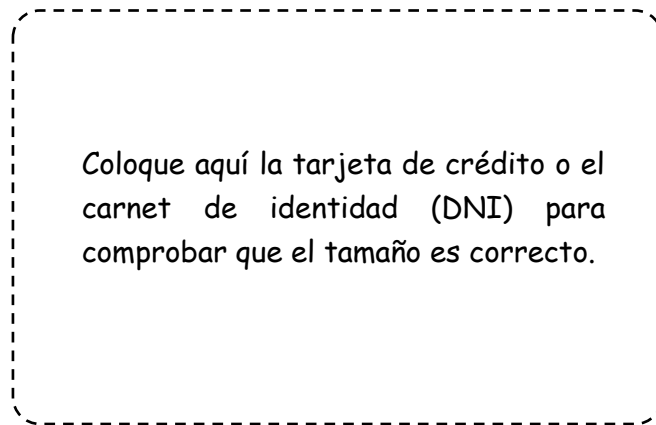 Coloque aquí la tarjeta de crédito o el
carnet de identidad (DNI) para
comprobar que el tamaño es correcto.